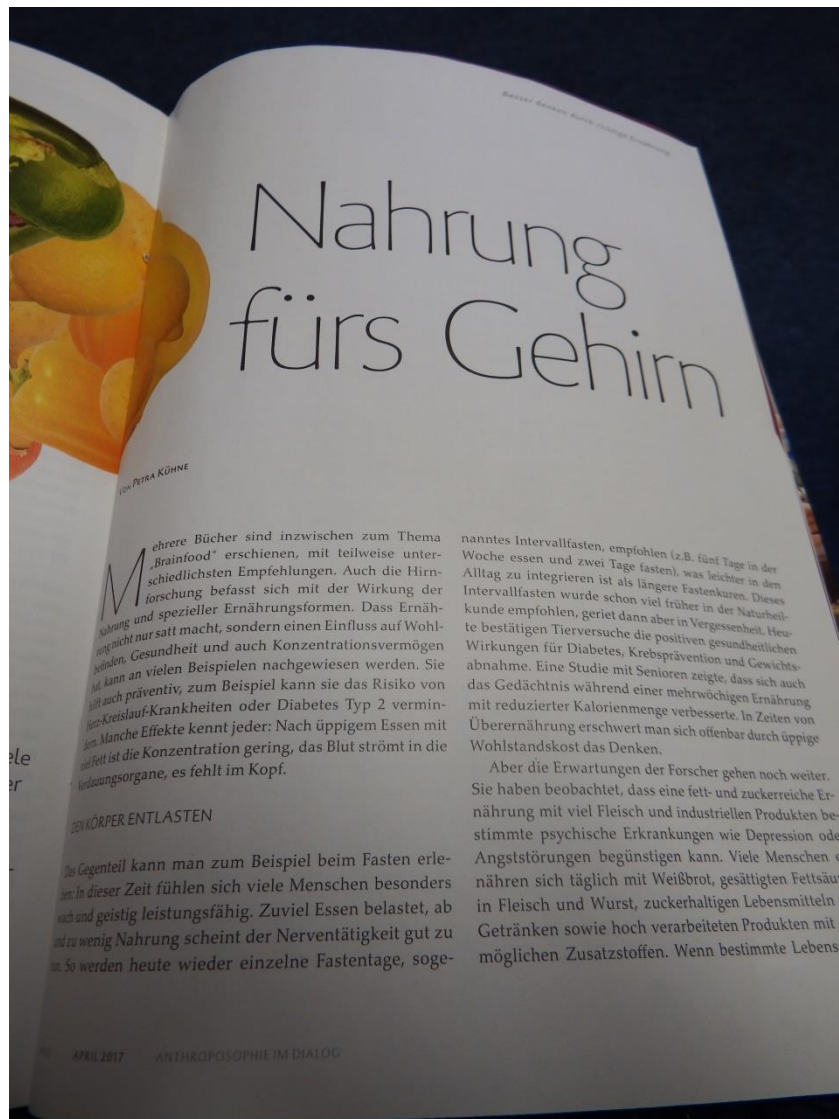 Besser denken durch richtige Ernährung
Nahrung
fürs Gehirn
VON PETRA KÜHNE
Mehrere Bücher sind inzwischen zum Thema
„Brainfood“ erschienen, mit teilweise unter-
schiedlichsten Empfehlungen. Auch die Hirn-
forschung befasst sich mit der Wirkung der
Nahrung und spezieller Ernährungsformen. Dass Ernäh-
rung nicht nur satt macht, sondern einen Einfluss auf Wohl-
befinden, Gesundheit und auch Konzentrationsvermögen
hat, kann an vielen Beispielen nachgewiesen werden. Sie
hilft auch präventiv, zum Beispiel kann sie das Risiko von
Herz-Kreislauf-Krankheiten oder Diabetes Typ 2 vermin-
dern. Manche Effekte kennt jeder: Nach üppigem Essen mit
viel Fett ist die Konzentration gering, das Blut strömt in die
Verdauungsorgane, es fehlt im Kopf.
DEN KÖRPER ENTLASTEN
Das Gegenteil kann man zum Beispiel beim Fasten erle-
ben: In dieser Zeit fühlen sich viele Menschen besonders
wach und geistig leistungsfähig. Zuviel Essen belastet, ab
und zu wenig Nahrung scheint der Nerventätigkeit gut zu
tun. So werden heute wieder einzelne Fastentage, soge-
nanntes Intervallfasten, empfohlen (z.B. fünf Tage in der
Woche essen und zwei Tage fasten), was leichter in den
Alltag zu integrieren ist als längere Fastenkuren. Dieses
Intervallfasten wurde schon viel früher in der Naturheil-
kunde empfohlen, geriet dann aber in Vergessenheit. Heu-
te bestätigen Tierversuche die positiven gesundheitlichen
Wirkungen für Diabetes, Krebsprävention und Gewichts-
abnahme. Eine Studie mit Senioren zeigte, dass sich auch
das Gedächtnis während einer mehrwöchigen Ernährung
mit reduzierter Kalorienmenge verbesserte. In Zeiten von
Überernährung erschwert man sich offenbar durch üppige
Wohlstandskost das Denken.
Aber die Erwartungen der Forscher gehen noch weiter.
Sie haben beobachtet, dass eine fett- und zuckerreiche Er-
nährung mit viel Fleisch und industriellen Produkten be-
stimmte psychische Erkrankungen wie Depression ode
Angststörungen begünstigen kann. Viele Menschen e
nähren sich täglich mit Weißbrot, gesättigten Fettsäu
in Fleisch und Wurst, zuckerhaltigen Lebensmitteln
Getränken sowie hoch verarbeiteten Produkten mit
möglichen Zusatzstoffen. Wenn bestimmte Lebens
APRIL 2017 ANTHROPOSOPHIE IM DIALOG